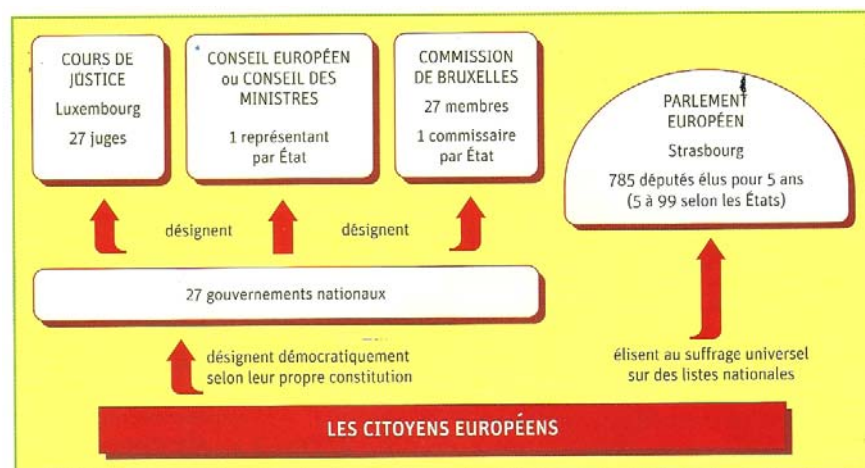 COURS DE
JUSTICE
Luxembourg
27 juges
CONSEIL EUROPÉEN
ou CONSEIL DES
MINISTRES
1 représentant
par État
COMMISSION
DE BRUXELLES
27 membres
1 commissaire
par État
PARLEMENT
EUROPÉEN
Strasbourg
785 députés élus pour 5 ans
(5 à 99 selon les États)
désignent
désignent
27 gouvernements nationaux
désignent démocratiquement
selon leur propre constitution
élisent au suffrage universel
sur des listes nationales
LES CITOYENS EUROPÉENS